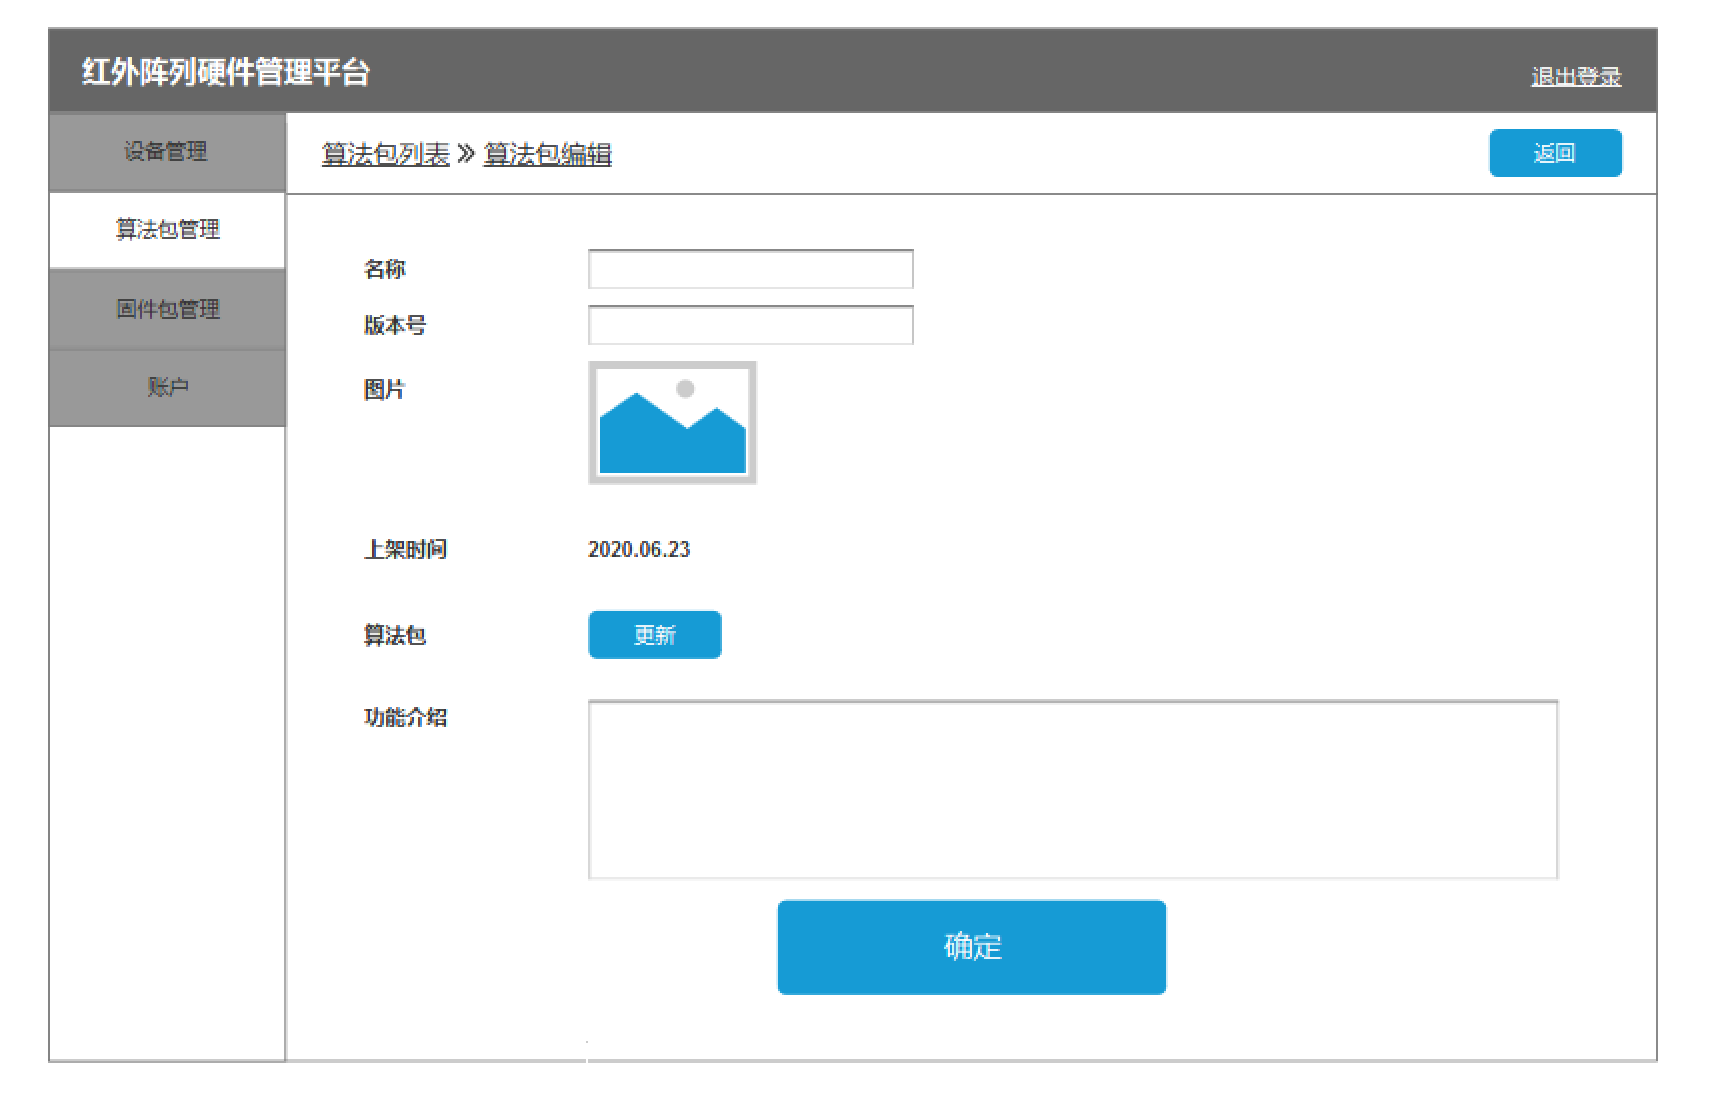 红外阵列硬件管理平台
退出登录
设备管理
算法包管理
固件包管理
账户
算法包列表 » 算法包编辑
返回
名称
版本号
图片
上架时间 2020.06.23
算法包 更新
功能介绍
确定